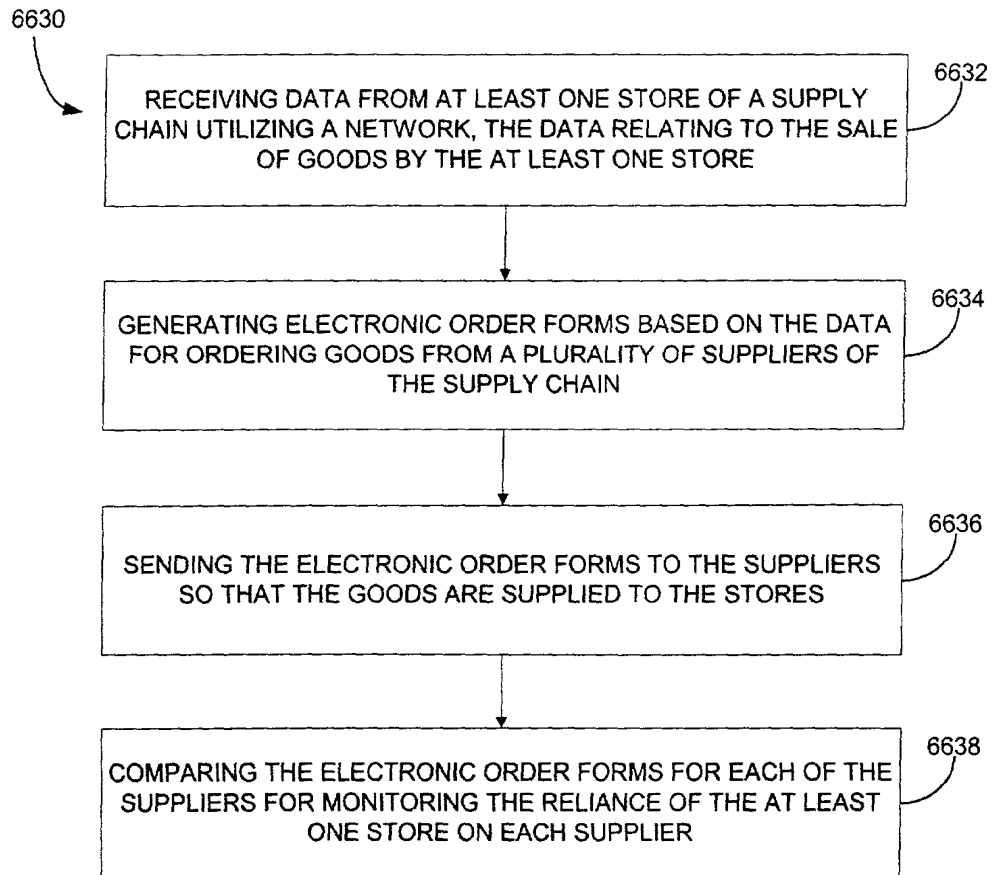 6630
6632
RECEIVING DATA FROM AT LEAST ONE STORE OF A SUPPLY
CHAIN UTILIZING A NETWORK, THE DATA RELATING TO THE SALE
OF GOODS BY THE AT LEAST ONE STORE
6634
GENERATING ELECTRONIC ORDER FORMS BASED ON THE DATA
FOR ORDERING GOODS FROM A PLURALITY OF SUPPLIERS OF
THE SUPPLY CHAIN
6636
SENDING THE ELECTRONIC ORDER FORMS TO THE SUPPLIERS
SO THAT THE GOODS ARE SUPPLIED TO THE STORES
6638
COMPARING THE ELECTRONIC ORDER FORMS FOR EACH OF THE
SUPPLIERS FOR MONITORING THE RELIANCE OF THE AT LEAST
ONE STORE ON EACH SUPPLIER